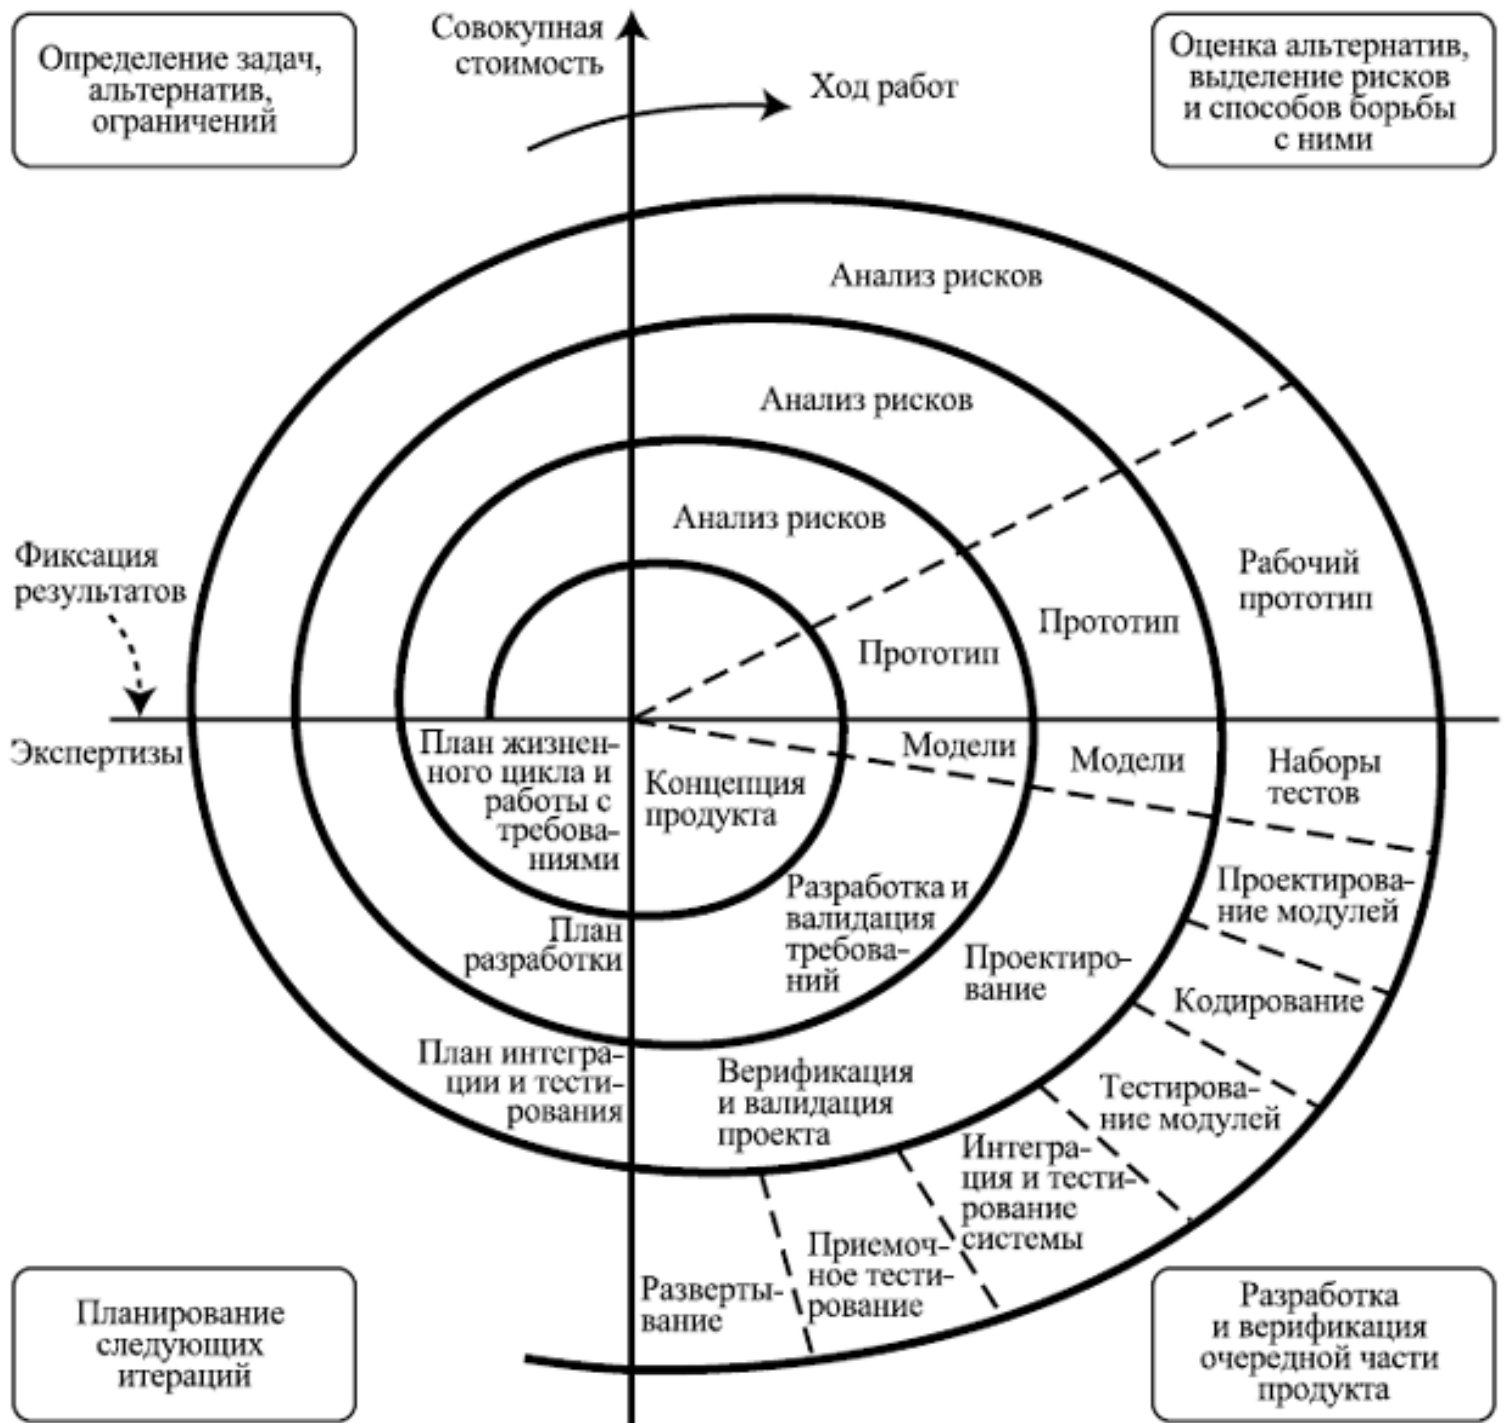 Определение задач,
альтернатив,
ограничений
Совокупная
стоимость
Ход работ
Оценка альтернатив,
выделение рисков
и способов борьбы
с ними
Анализ рисков
Анализ рисков
Анализ рисков
Фиксация
результатов
Рабочий
прототип
Прототип
Прототип
Экспертизы
План жизнен-
ного цикла и
работы с
требова-
ниями
Концепция
продукта
Модели
Модели
Наборы
тестов
План
разработки
Разработка и
валидация
требова-
ний
Проектиро-
вание
Проектирова-
ние модулей
Кодирование
План интегра-
ции и тести-
рования
Верификация
и валидация
проекта
Тестирова-
ние модулей
Интегра-
ция и тести-
рование
системы
Приемоч-
ное тести-
рование
Разверты-
вание
Планирование
следующих
итераций
Разработка
и верификация
очередной части
продукта